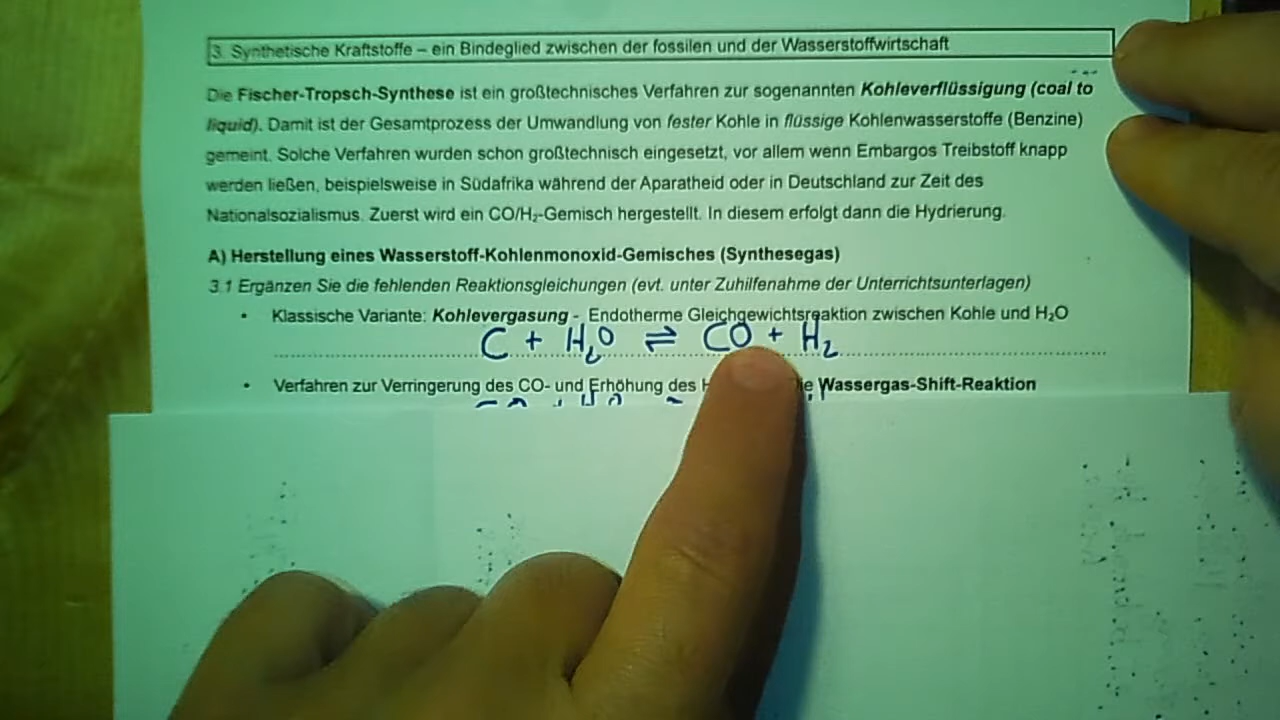 3. Synthetische Kraftstoffe – ein Bindeglied zwischen der fossilen und der Wasserstoffwirtschaft
Die Fischer-Tropsch-Synthese ist ein großtechnisches Verfahren zur sogenannten Kohleverflüssigung (coal to
liquid). Damit ist der Gesamtprozess der Umwandlung von fester Kohle in flüssige Kohlenwasserstoffe (Benzine)
gemeint. Solche Verfahren wurden schon großtechnisch eingesetzt, vor allem wenn Embargos Treibstoff knapp
werden ließen, beispielsweise in Südafrika während der Aparatheid oder in Deutschland zur Zeit des
Nationalsozialismus. Zuerst wird ein CO/H₂-Gemisch hergestellt. In diesem erfolgt dann die Hydrierung.
A) Herstellung eines Wasserstoff-Kohlenmonoxid-Gemisches (Synthesegas)
3.1 Ergänzen Sie die fehlenden Reaktionsgleichungen (evt. unter Zuhilfenahme der Unterrichtsunterlagen)
• Klassische Variante: Kohlevergasung - Endotherme Gleichgewichtsreaktion zwischen Kohle und H₂O
C + H₂O ⇌ CO + H₂
• Verfahren zur Verringerung des CO- und Erhöhung des Wassergas-Shift-Reaktion